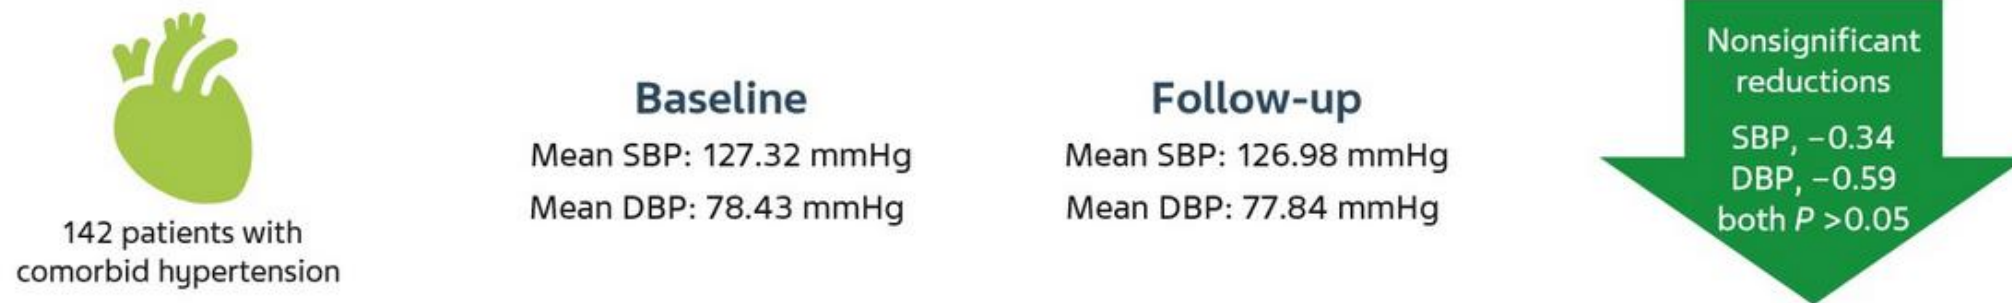 142 patients with
comorbid hypertension
Baseline
Mean SBP: 127.32 mmHg
Mean DBP: 78.43 mmHg
Follow-up
Mean SBP: 126.98 mmHg
Mean DBP: 77.84 mmHg
Nonsignificant
reductions
SBP, −0.34
DBP, −0.59
both P >0.05